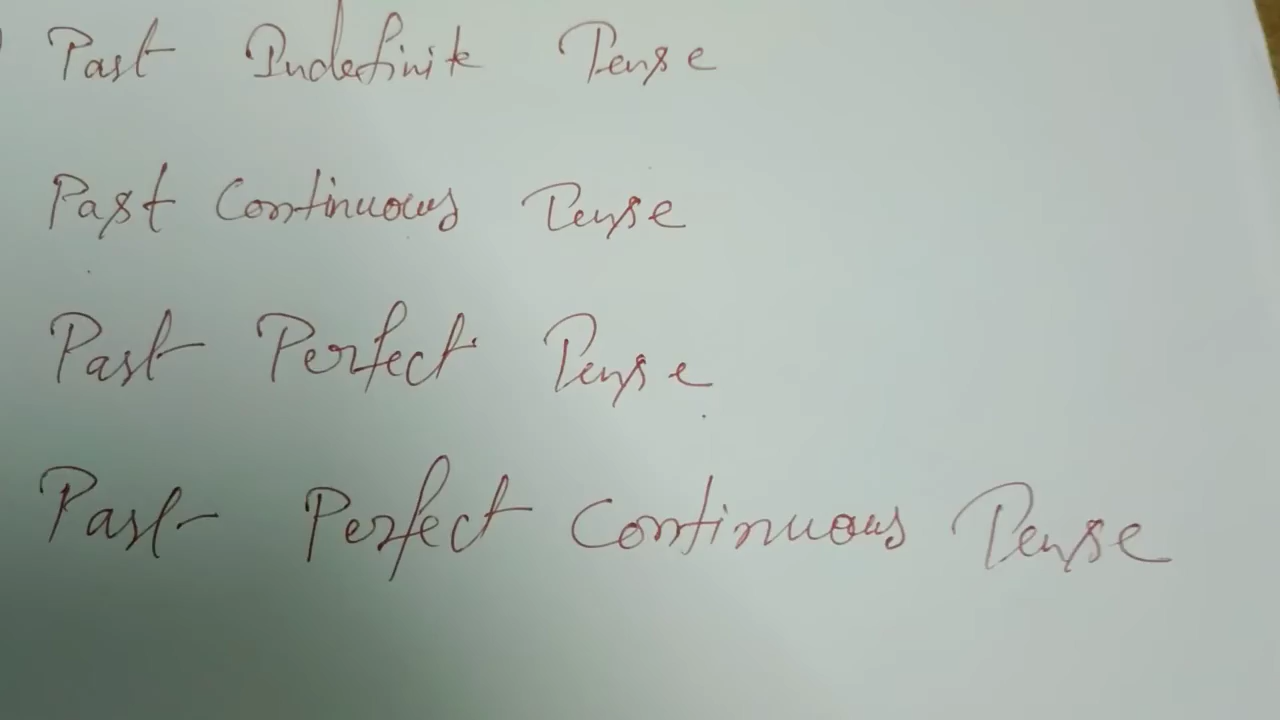 Past Indefinite Tense
Past Continuous Tense
Past Perfect Tense
Past Perfect Continuous Tense